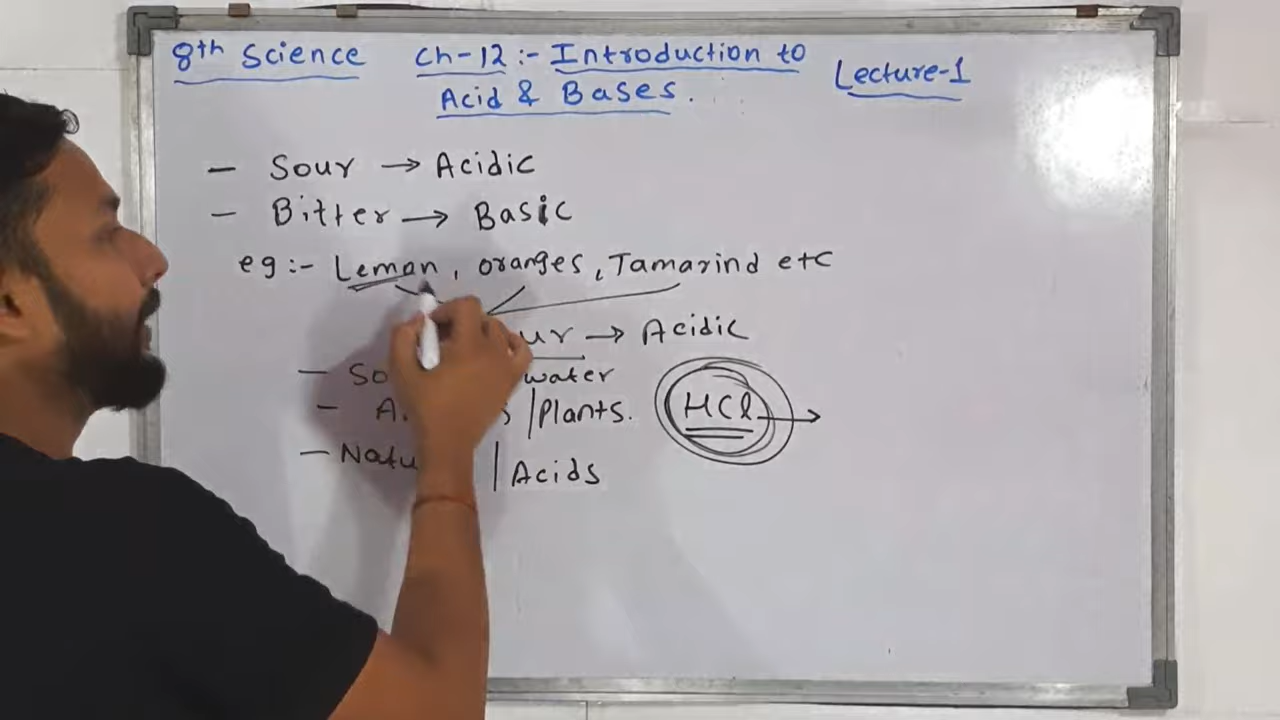 8th Science Ch-12:- Introduction to Acid & Bases. Lecture-1
- Sour → Acidic
- Bitter → Basic
eg:- Lemon, oranges, Tamarind etc
→ Acidic
- water
- /Plants. HCl →
- | Acids